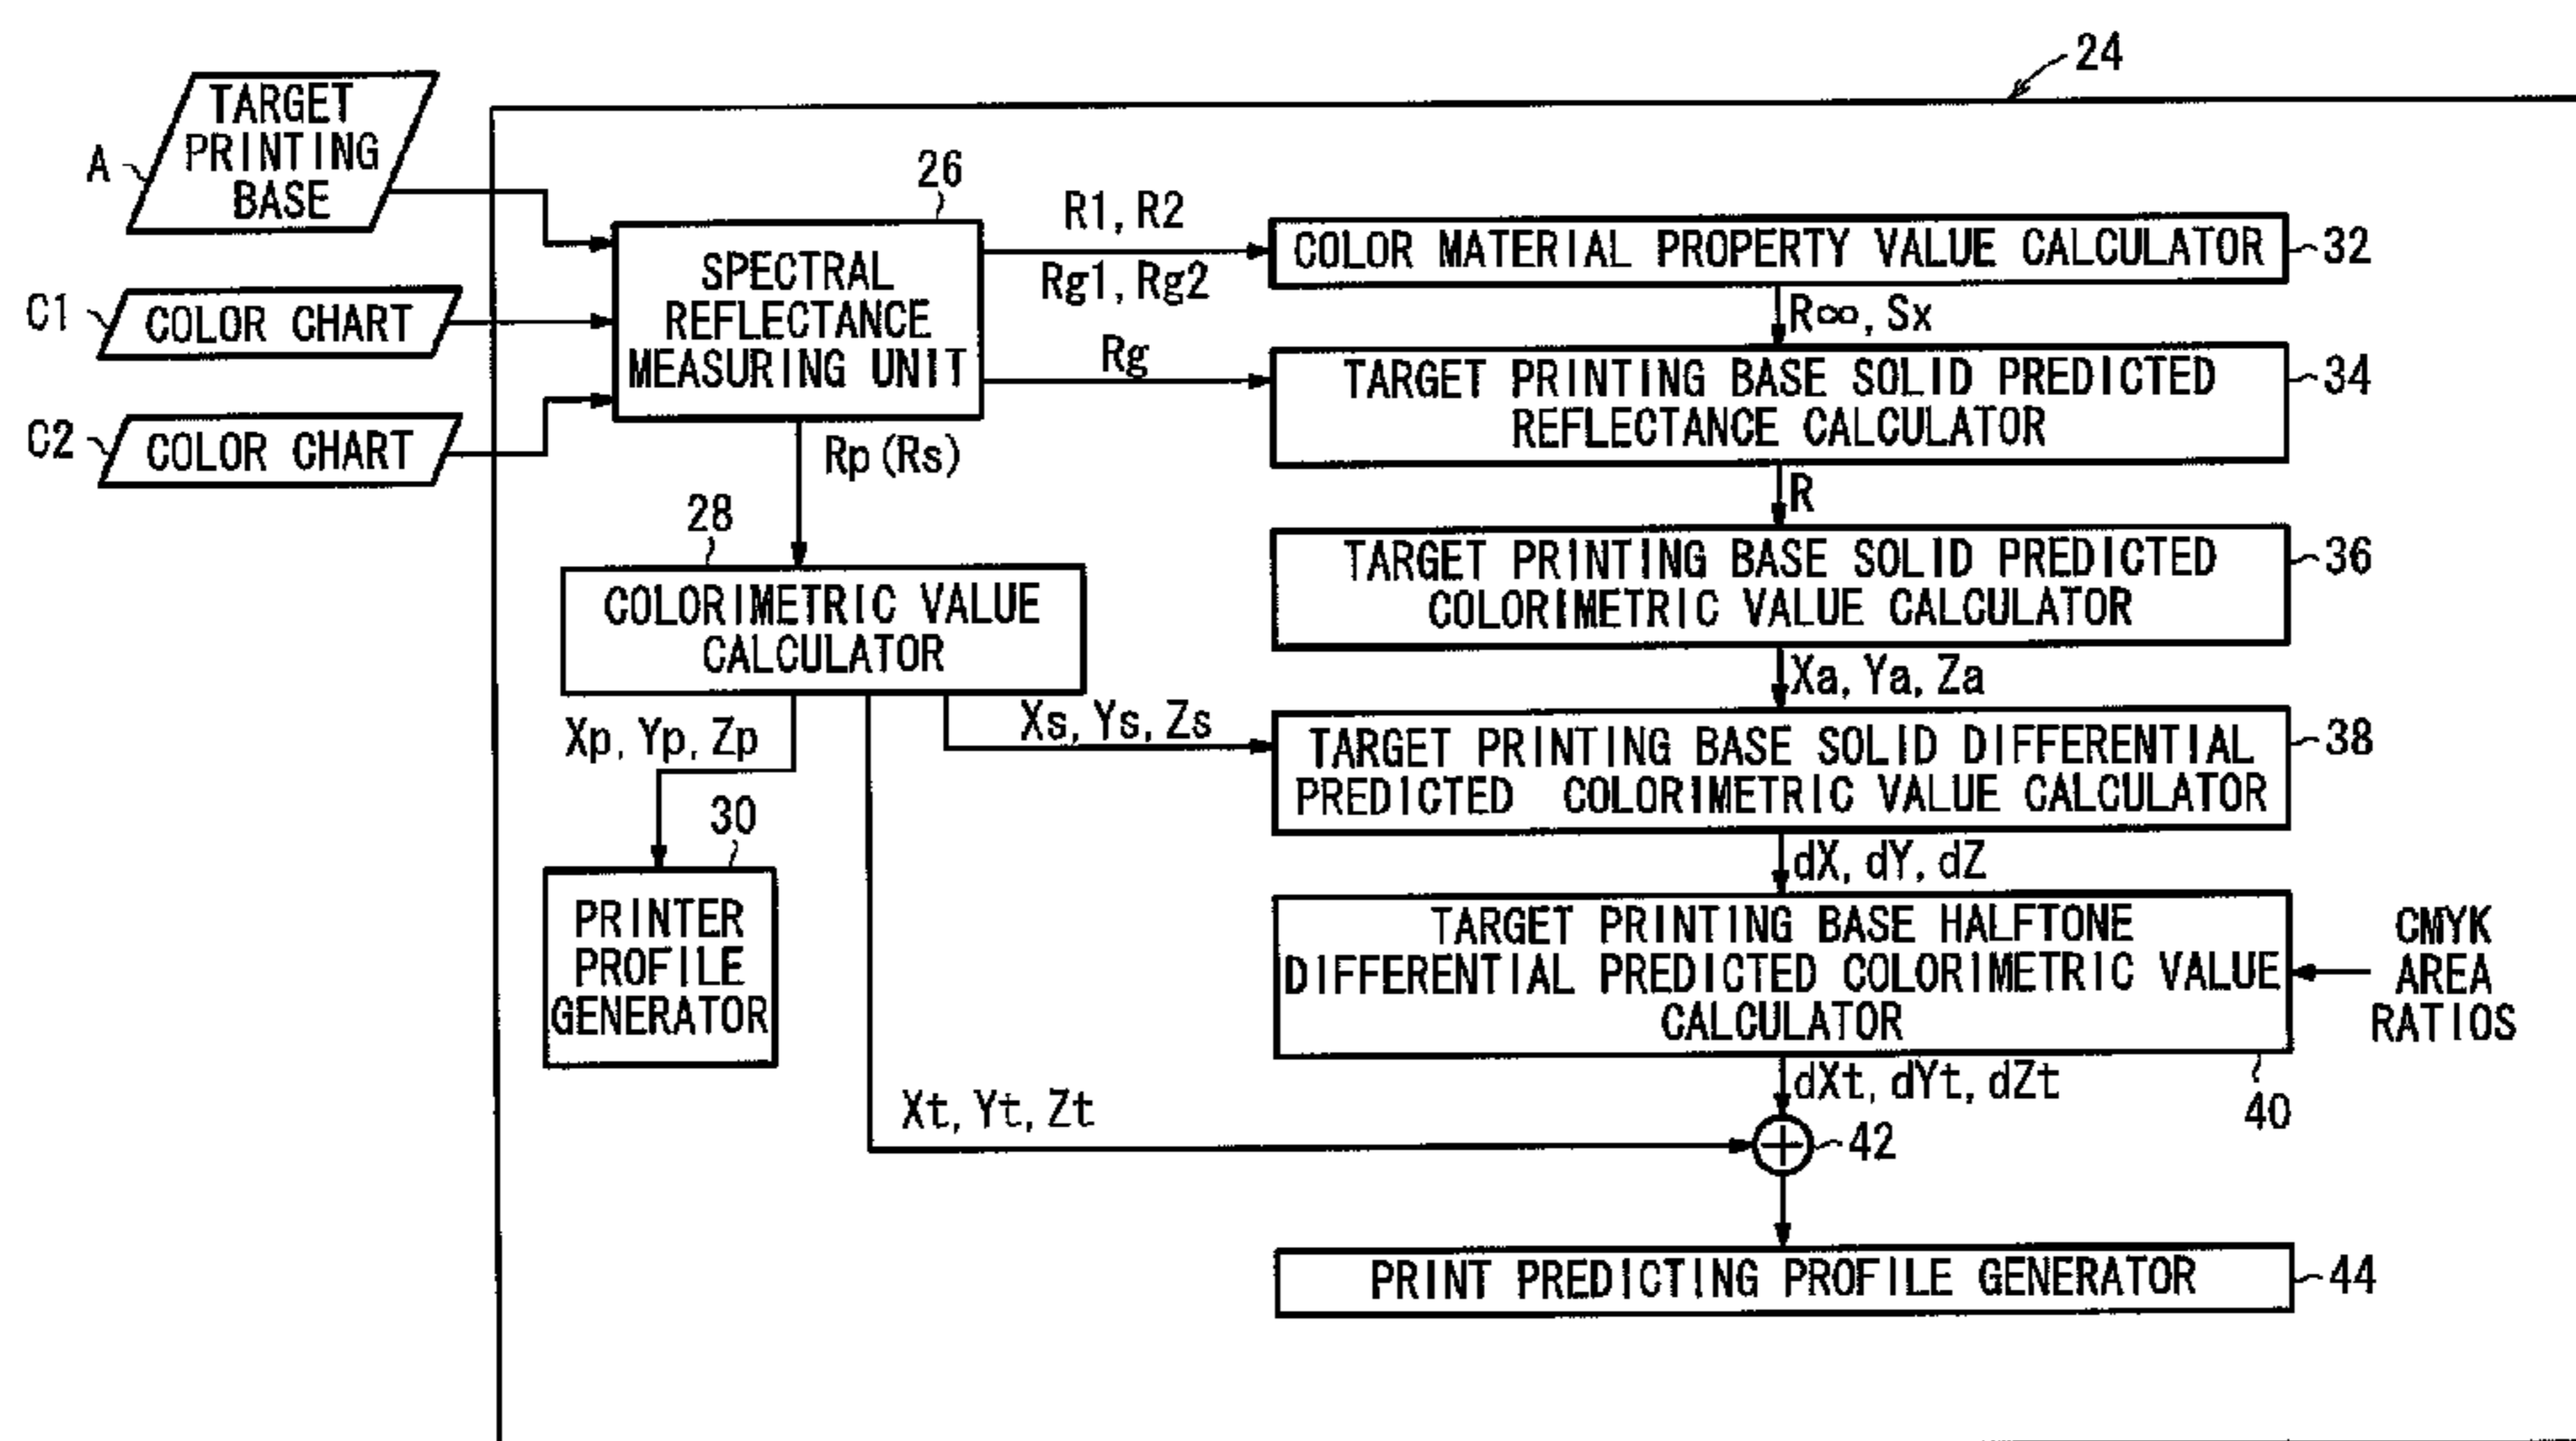 24
TARGET
PRINTING
BASE
A
26
C1
COLOR CHART
C2
COLOR CHART
SPECTRAL
REFLECTANCE
MEASURING UNIT
R1, R2
Rg1, Rg2
Rg
Rp (Rs)
COLOR MATERIAL PROPERTY VALUE CALCULATOR
32
R∞, Sx
TARGET PRINTING BASE SOLID PREDICTED
REFLECTANCE CALCULATOR
34
R
28
COLORIMETRIC VALUE
CALCULATOR
TARGET PRINTING BASE SOLID PREDICTED
COLORIMETRIC VALUE CALCULATOR
36
Xa, Ya, Za
Xp, Yp, Zp
Xs, Ys, Zs
TARGET PRINTING BASE SOLID DIFFERENTIAL
PREDICTED COLORIMETRIC VALUE CALCULATOR
38
dX, dY, dZ
30
PRINTER
PROFILE
GENERATOR
TARGET PRINTING BASE HALFTONE
DIFFERENTIAL PREDICTED COLORIMETRIC VALUE
CALCULATOR
CMYK
AREA
RATIOS
40
dXt, dYt, dZt
Xt, Yt, Zt
42
PRINT PREDICTING PROFILE GENERATOR
44